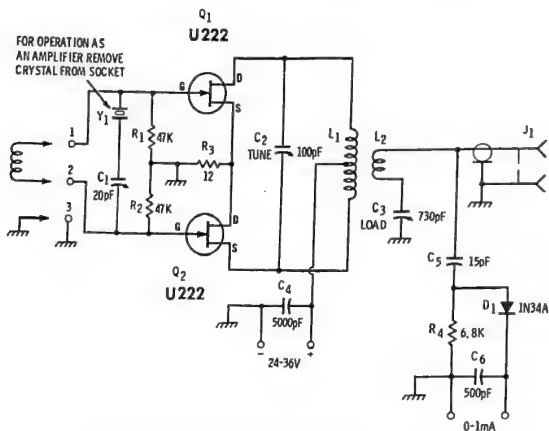 Q1
U222
FOR OPERATION AS
AN AMPLIFIER REMOVE
CRYSTAL FROM SOCKET
G
D
S
Y1
1
2
3
R1
47K
R3
12
C1
20pF
R2
47K
C2
TUNE
100pF
L1
L2
J1
C3
730pF
LOAD
G
D
S
Q2
U222
C4
5000pF
-
+
24-36V
C5
15pF
D1
IN34A
R4
6.8K
C6
500pF
0-1mA